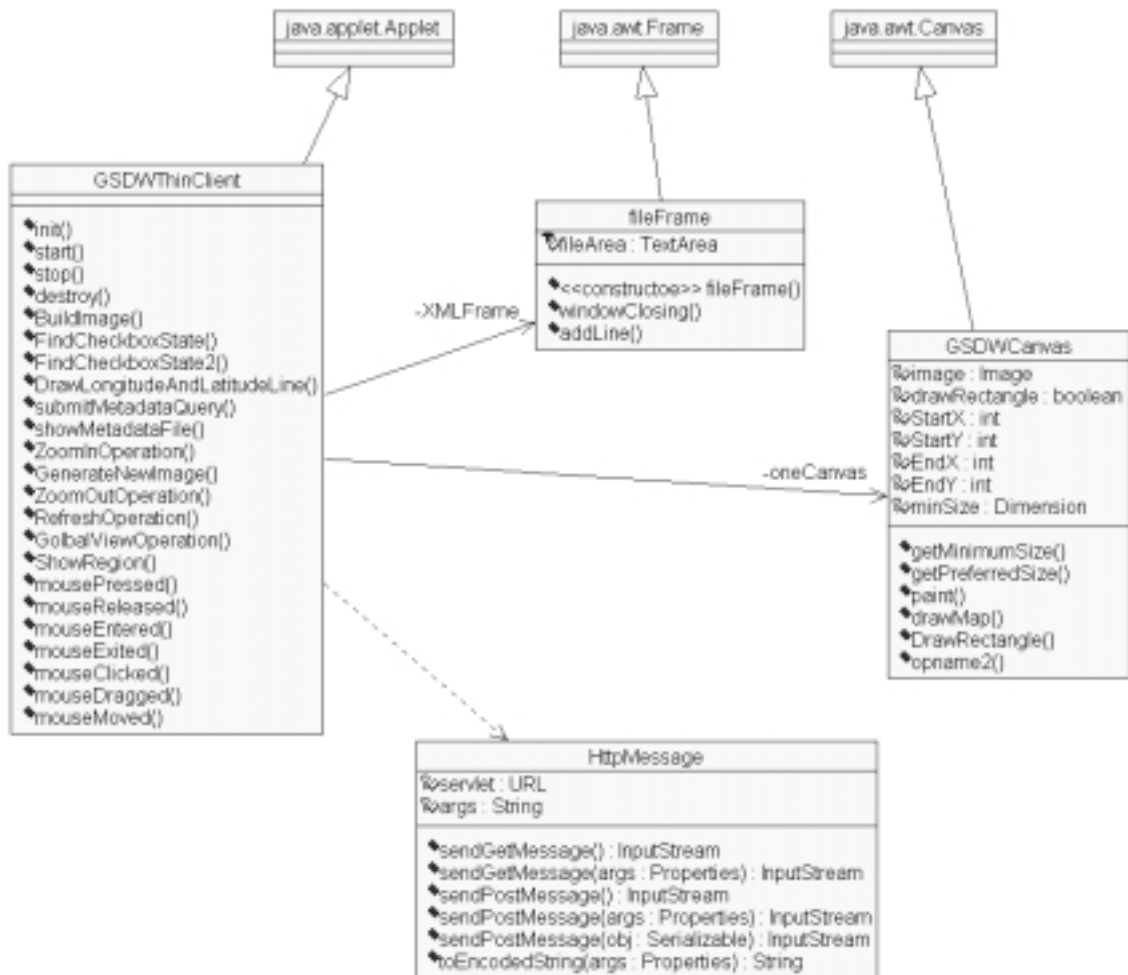 java.applet.Applet
java.awt.Frame
java.awt.Canvas
GSDWThinClient
init()
start()
stop()
destroy()
BuildImage()
FindCheckboxState()
FindCheckboxState2()
DrawLongitudeAndLatitudeLine()
submitMetadataQuery()
showMetadataFile()
ZoomInOperation()
GenerateNewImage()
ZoomOutOperation()
RefreshOperation()
GolbalViewOperation()
ShowRegion()
mousePressed()
mouseReleased()
mouseEntered()
mouseExited()
mouseClicked()
mouseDragged()
mouseMoved()
-XMLFrame
fileFrame
fileArea : TextArea
<<constructoe>> fileFrame()
windowClosing()
addLine()
-oneCanvas
GSDWCanvas
image : Image
drawRectangle : boolean
StartX : int
StartY : int
EndX : int
EndY : int
minSize : Dimension
getMinimumSize()
getPreferredSize()
paint()
drawMap()
DrawRectangle()
opname2()
HttpMessage
servlet : URL
args : String
sendGetMessage() : InputStream
sendGetMessage(args : Properties) : InputStream
sendPostMessage() : InputStream
sendPostMessage(args : Properties) : InputStream
sendPostMessage(obj : Serializable) : InputStream
toEncodedString(args : Properties) : String